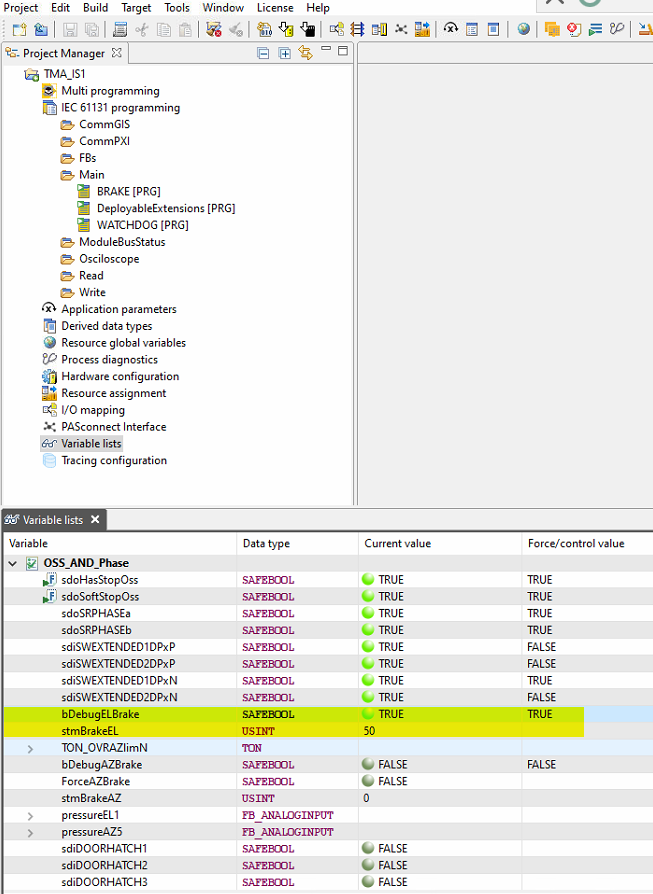 Project Edit Build Debug Target Tools Window License Help
Project Manager
TMA_IS1
Multi programming
IEC 61131 programming
CommGIS
CommPXI
FBs
Main
BRAKE [PRG]
DeployableExtensions [PRG]
WATCHDOG [PRG]
ModuleBusStatus
Osciloscope
Read
Write
Application parameters
Derived data types
Resource global variables
Process diagnostics
Hardware configuration
Resource assignment
I/O mapping
PASconnect Interface
Variable lists
Tracing configuration
Variable lists
Variable Data type Current value Force/control value
OSS_AND_Phase
sdoHasStopOss SAFEBOOL TRUE TRUE
sdoSoftStopOss SAFEBOOL TRUE TRUE
sdoSRPHASEa SAFEBOOL TRUE TRUE
sdoSRPHASEb SAFEBOOL TRUE TRUE
sdiSWEXTENDED1DPxP SAFEBOOL TRUE FALSE
sdiSWEXTENDED2DPxP SAFEBOOL TRUE FALSE
sdiSWEXTENDED1DPxN SAFEBOOL TRUE TRUE
sdiSWEXTENDED2DPxN SAFEBOOL TRUE FALSE
bDebugELBrake SAFEBOOL TRUE TRUE
stmBrakeEL USINT 50
TON_OVRAZlimN TON
bDebugAZBrake SAFEBOOL FALSE FALSE
ForceAZBrake SAFEBOOL FALSE
stmBrakeAZ USINT 0
pressureEL1 FB_ANALOGINPUT
pressureAZ5 FB_ANALOGINPUT
sdiDOORHATCH1 SAFEBOOL FALSE
sdiDOORHATCH2 SAFEBOOL FALSE
sdiDOORHATCH3 SAFEBOOL FALSE